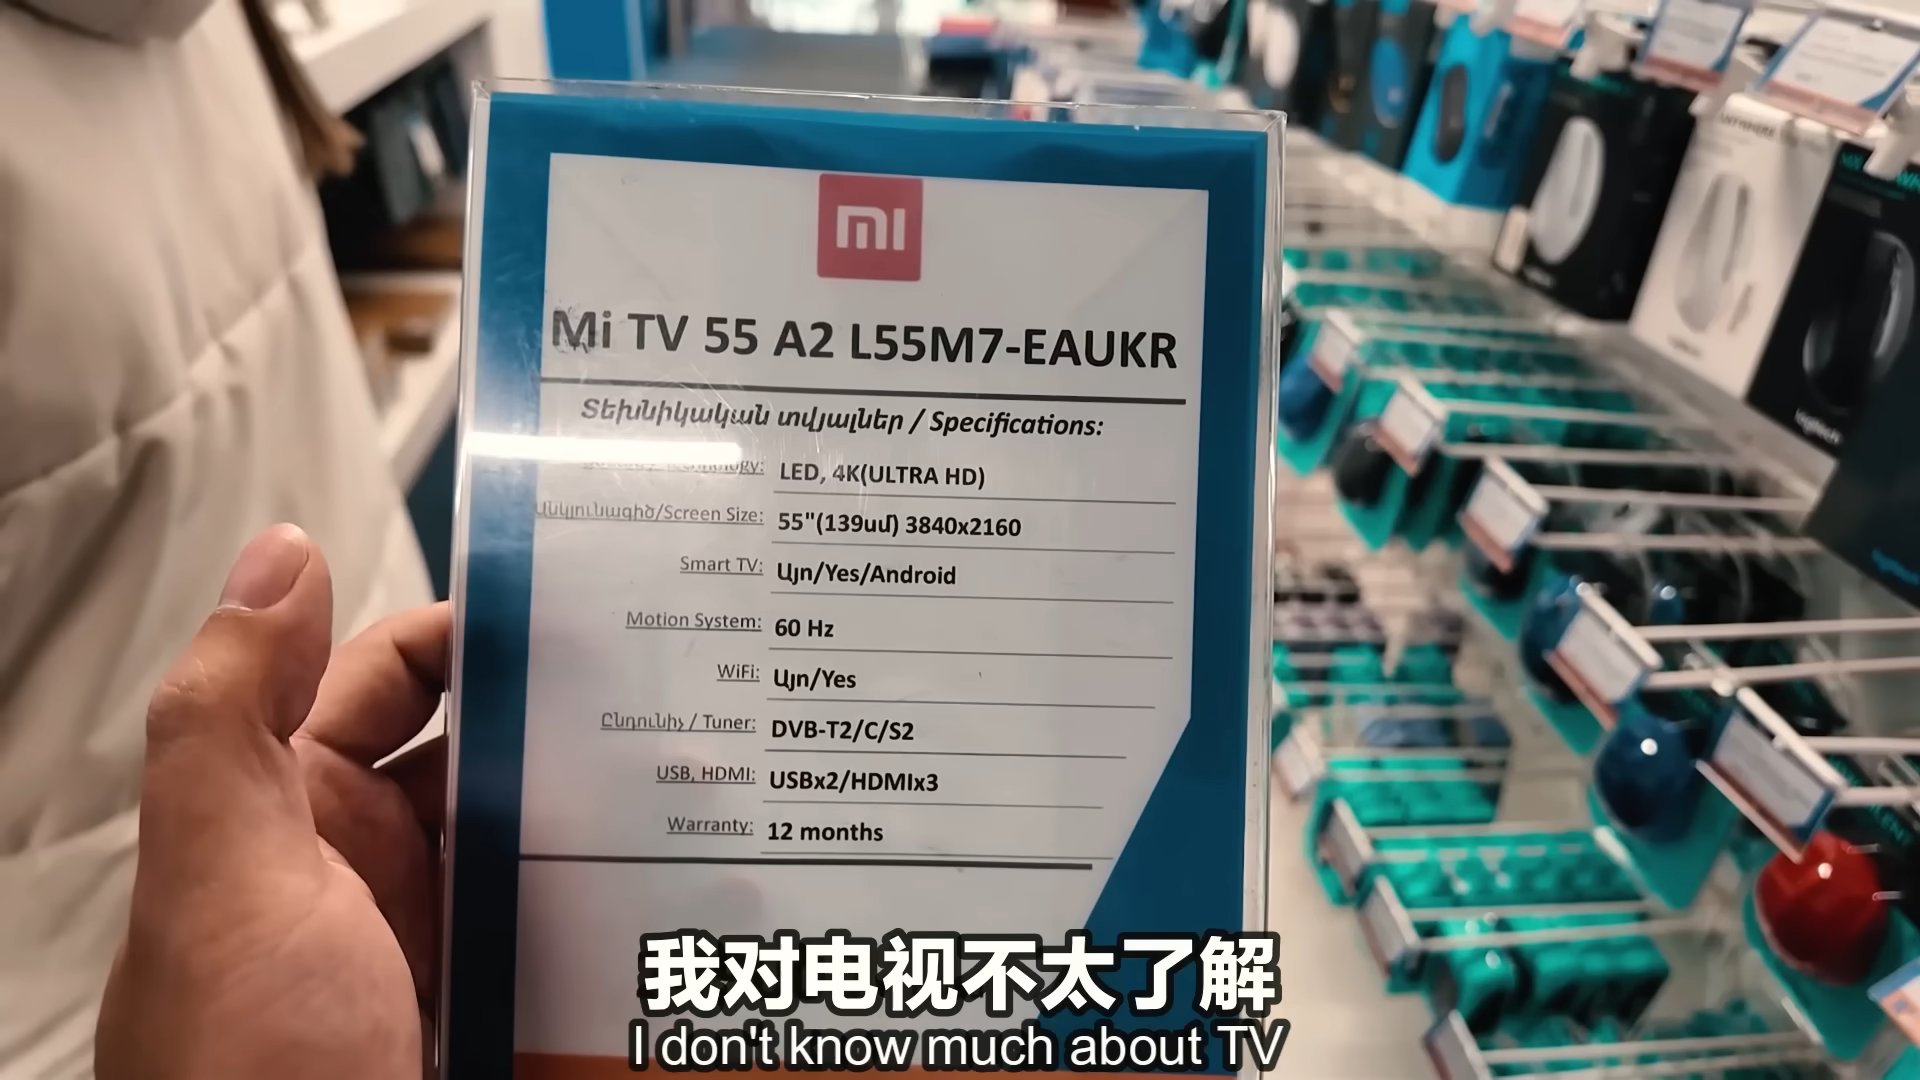 mi
Mi TV 55 A2 L55M7-EAUKR
Տեխնիկական տվյալներ / Specifications:
LED, 4K(ULTRA HD)
Անկյունագիծ/Screen Size: 55"(139սմ) 3840x2160
Smart TV: Այո/Yes/Android
Motion System: 60 Hz
WiFi: Այո/Yes
Ընդունիչ / Tuner: DVB-T2/C/S2
USB, HDMI: USBx2/HDMIx3
Warranty: 12 months
我对电视不太了解
I don't know much about TV